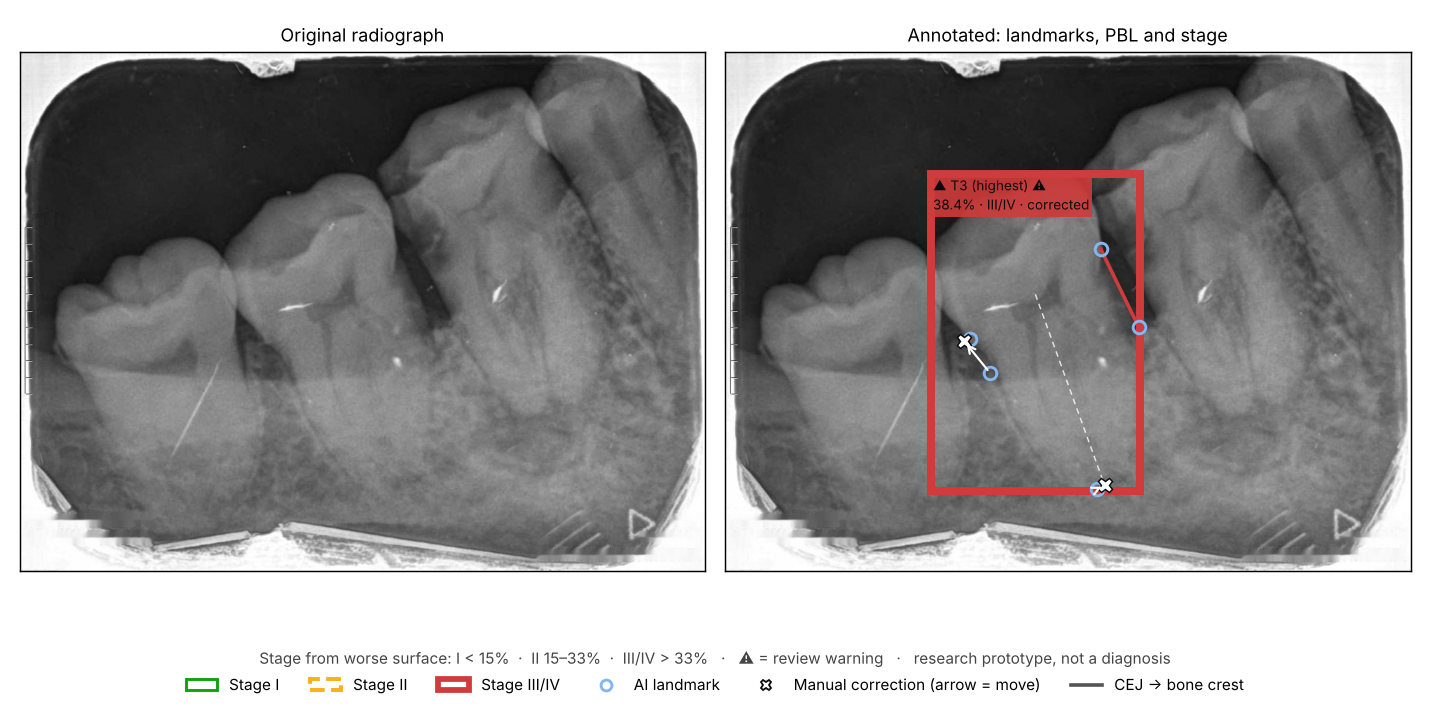 Original radiograph
Annotated: landmarks, PBL and stage
▲ T3 (highest) ⚠
38.4% · III/IV · corrected
Stage from worse surface: I < 15% · II 15–33% · III/IV > 33% · ⚠ = review warning · research prototype, not a diagnosis
Stage I
Stage II
Stage III/IV
AI landmark
Manual correction (arrow = move)
CEJ → bone crest